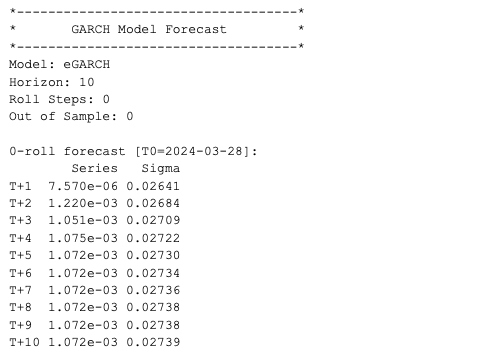 *----------------------------------*
*       GARCH Model Forecast         *
*----------------------------------*
Model: eGARCH
Horizon: 10
Roll Steps: 0
Out of Sample: 0

0-roll forecast [T0=2024-03-28]:
        Series   Sigma
T+1  7.570e-06 0.02641
T+2  1.220e-03 0.02684
T+3  1.051e-03 0.02709
T+4  1.075e-03 0.02722
T+5  1.072e-03 0.02730
T+6  1.072e-03 0.02734
T+7  1.072e-03 0.02736
T+8  1.072e-03 0.02738
T+9  1.072e-03 0.02738
T+10 1.072e-03 0.02739